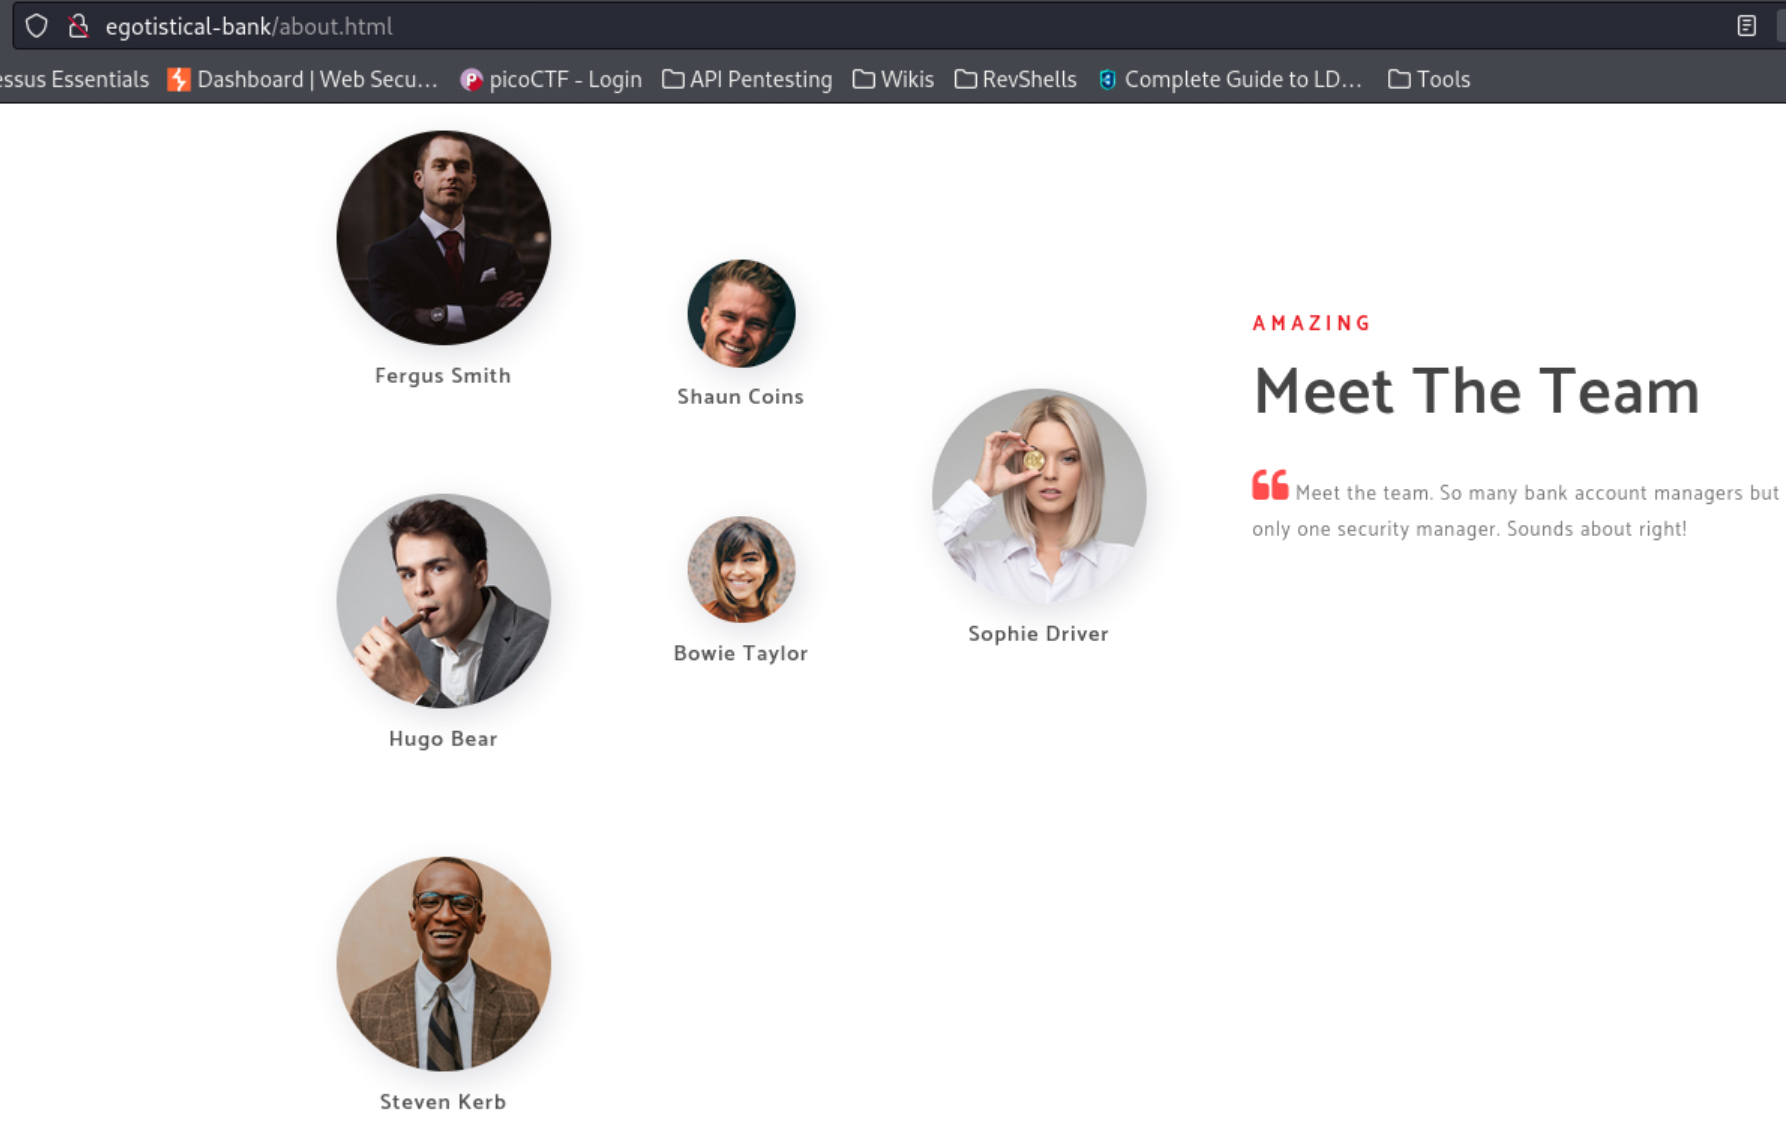 egotistical-bank/about.html
essus Essentials Dashboard | Web Secu… picoCTF - Login API Pentesting Wikis RevShells Complete Guide to LD… Tools
Fergus Smith
Shaun Coins
Hugo Bear
Bowie Taylor
Sophie Driver
Steven Kerb
AMAZING
Meet The Team
Meet the team. So many bank account managers but
only one security manager. Sounds about right!